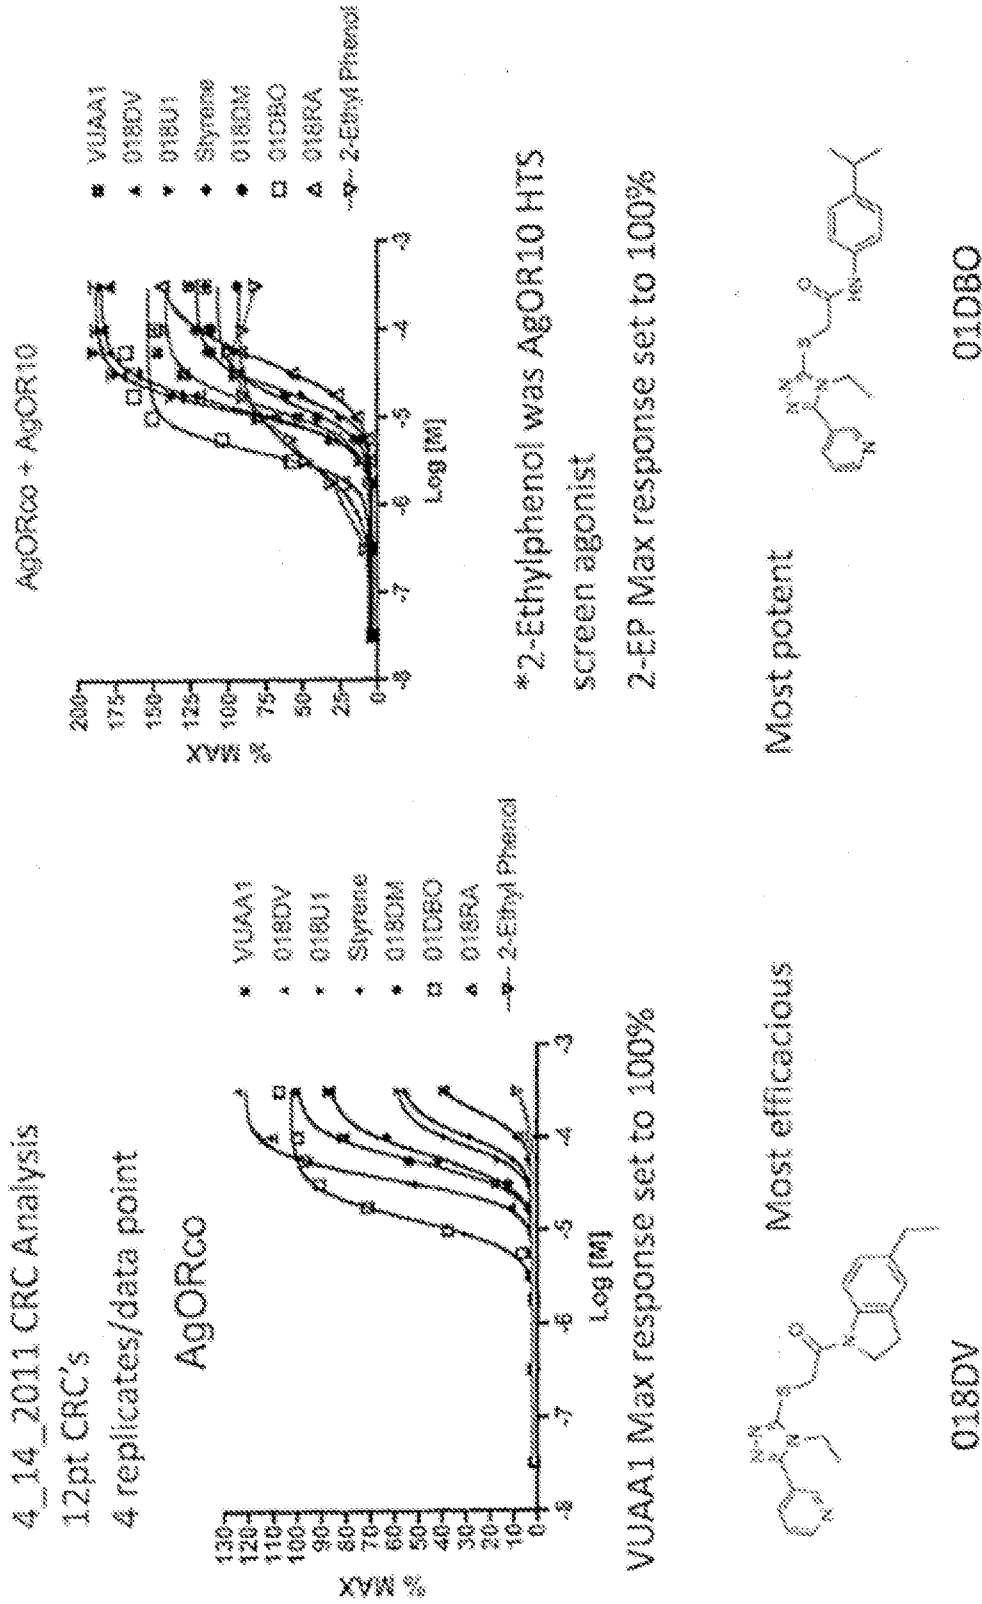 4_14_2011 CRC Analysis
12pt CRC's
4 replicates/data point
AgORco
% MAX
130
120
110
100
90
80
70
60
50
40
30
20
10
0
-8
-7
-6
-5
-4
-3
Log [M]
VUAA1
018DV
018U1
Styrene
018DM
01DBO
018RA
2-Ethyl Phenol
VUAA1 Max response set to 100%
Most efficacious
N-N
N
S
O
N
N
018DV
AgORco + AgOR10
% MAX
200
175
150
125
100
75
50
25
0
-8
-7
-6
-5
-4
-3
Log [M]
VUAA1
018DV
018U1
Styrene
018DM
01DBO
018RA
2-Ethyl Phenol
*2-Ethylphenol was AgOR10 HTS
screen agonist
2-EP Max response set to 100%
Most potent
N
N
N
S
O
HN
N
01DBO